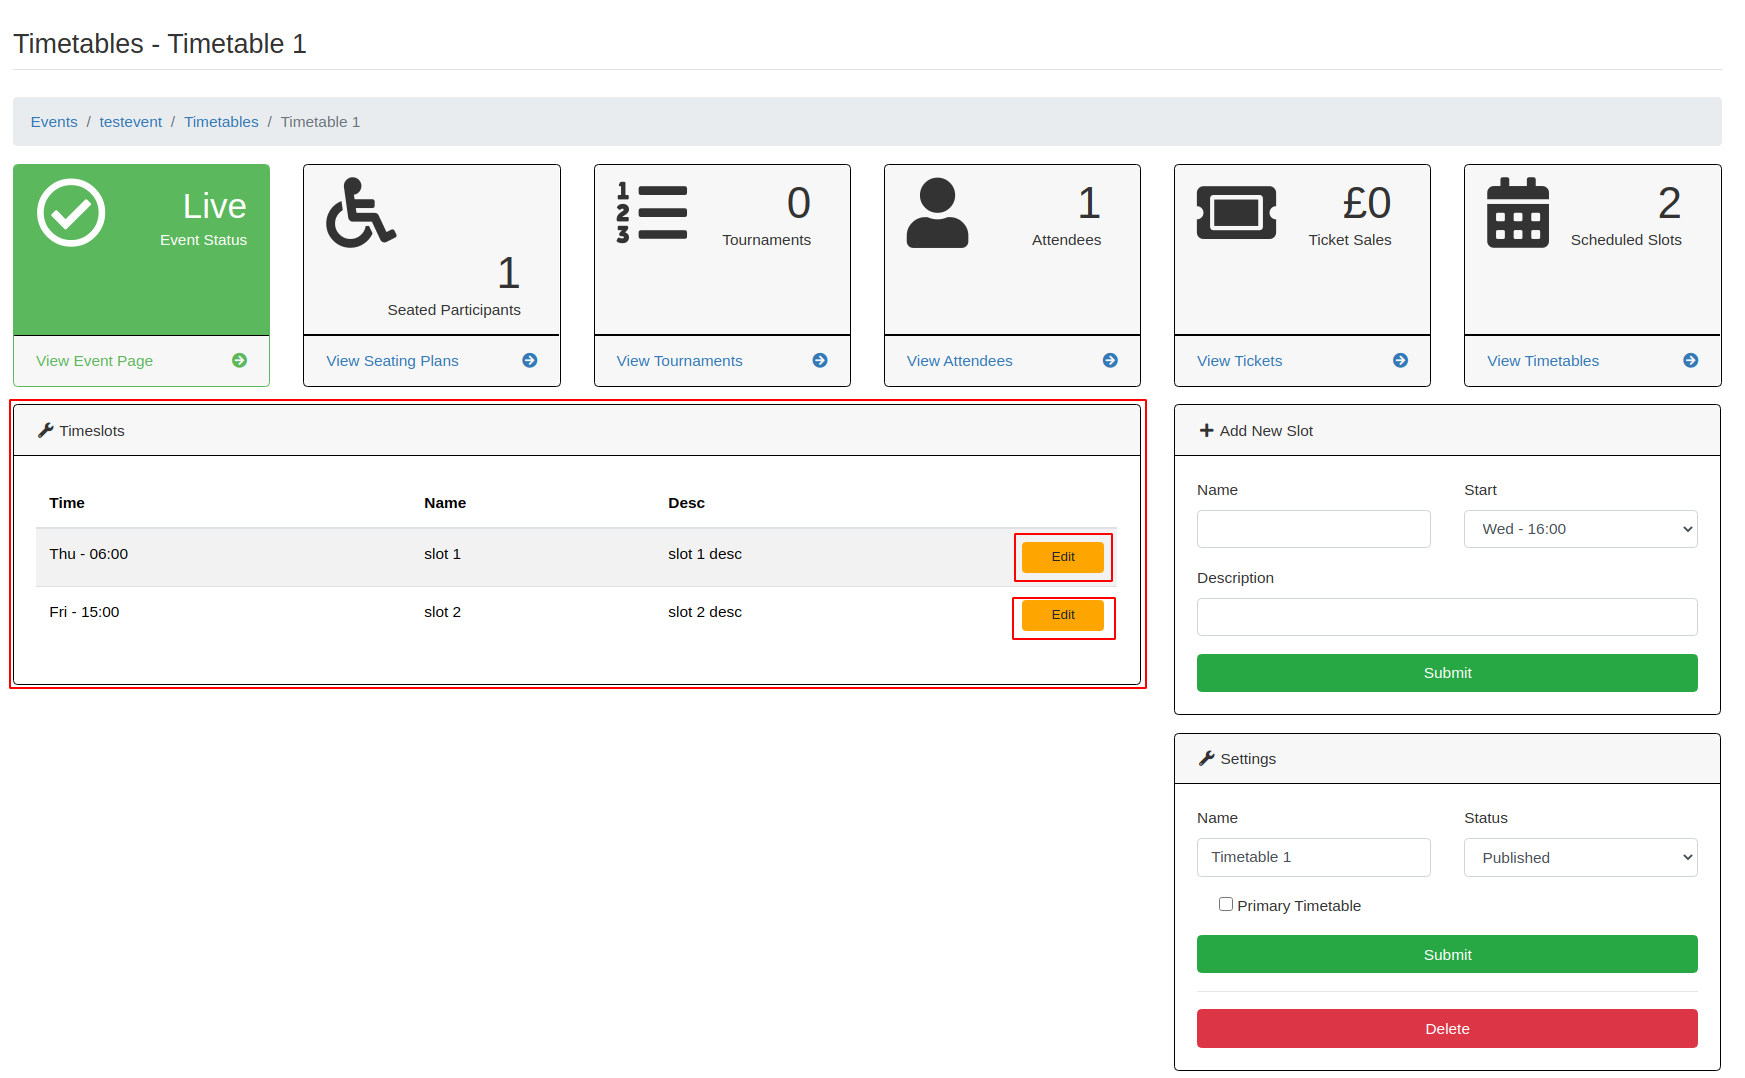 Timetables - Timetable 1
Events / testevent / Timetables / Timetable 1
Live
Event Status
View Event Page
1
Seated Participants
View Seating Plans
1
2
3
0
Tournaments
View Tournaments
1
Attendees
View Attendees
£0
Ticket Sales
View Tickets
2
Scheduled Slots
View Timetables
Timeslots
Time Name Desc
Thu - 06:00 slot 1 slot 1 desc Edit
Fri - 15:00 slot 2 slot 2 desc Edit
Add New Slot
Name Start
Wed - 16:00
Description
Submit
Settings
Name Status
Timetable 1 Published
Primary Timetable
Submit
Delete